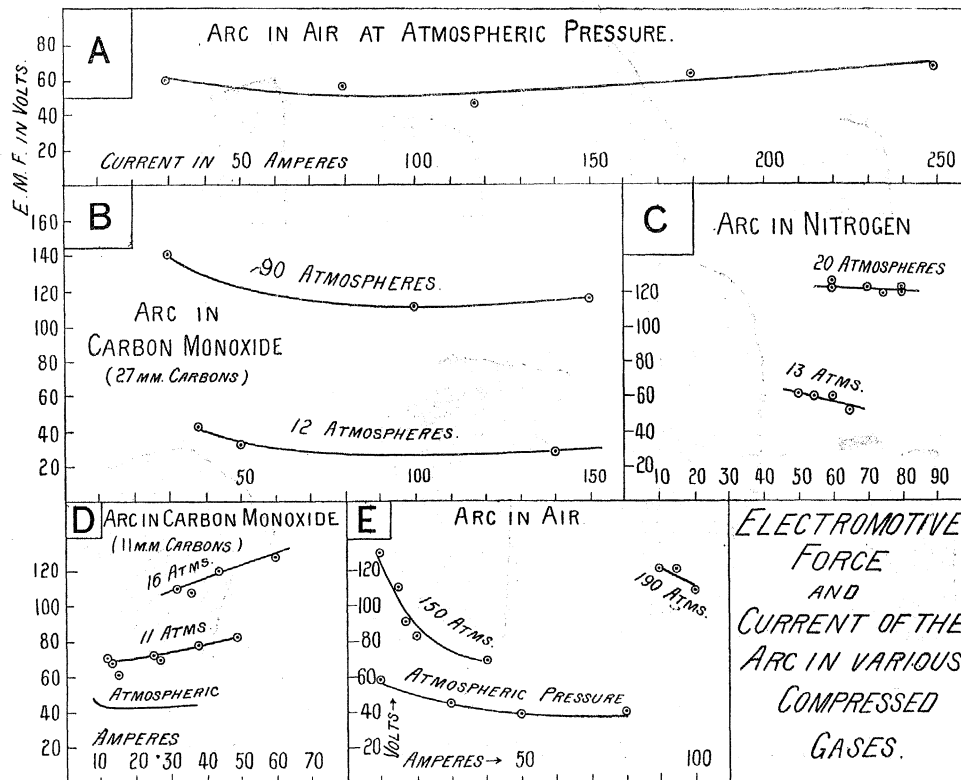 A
ARC IN AIR AT ATMOSPHERIC PRESSURE.
E.M.F. IN VOLTS.
80
60
40
20
CURRENT IN 50 AMPERES 100 150 200 250
B
160
140
120
100
80
60
40
20
~90 ATMOSPHERES.
ARC IN
CARBON MONOXIDE
(27 MM. CARBONS)
12 ATMOSPHERES.
50 100 150
C
ARC IN NITROGEN
20 ATMOSPHERES
120
100
80
60
40
20
13 ATMS.
10 20 30 40 50 60 70 80 90
D
ARC IN CARBON MONOXIDE
(11 M.M. CARBONS)
120
100
80
60
40
20
16 ATMS.
11 ATMS.
ATMOSPHERIC
AMPERES
10 20 30 40 50 60 70
E
ARC IN AIR
120
100
80
60
40
20
150 ATMS.
190 ATMS.
ATMOSPHERIC PRESSURE
VOLTS→
AMPERES→ 50 100
ELECTROMOTIVE
FORCE
AND
CURRENT OF THE
ARC IN VARIOUS
COMPRESSED
GASES.